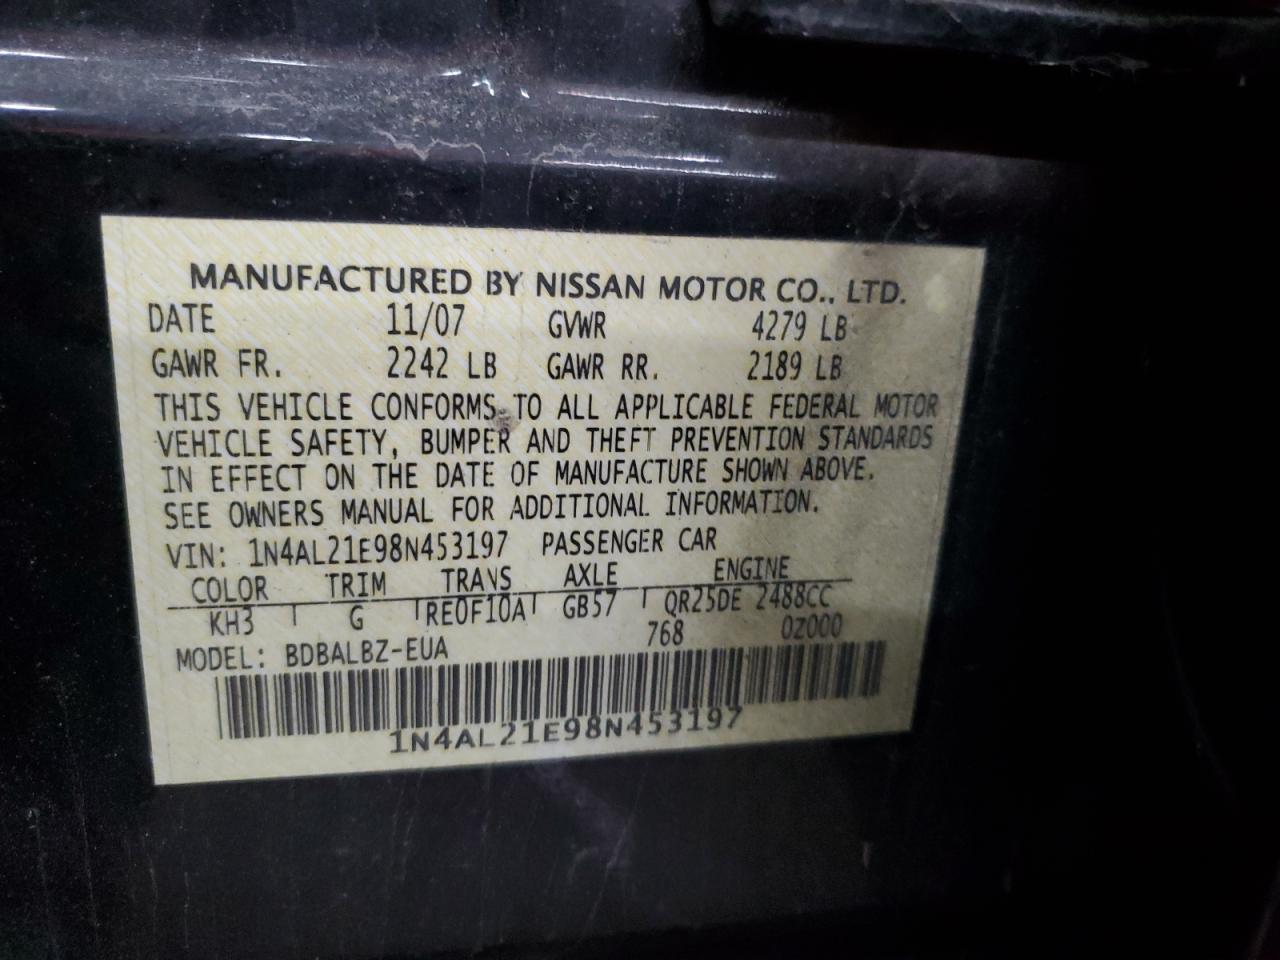 MANUFACTURED BY NISSAN MOTOR CO., LTD.
DATE 11/07 GVWR 4279 LB
GAWR FR. 2242 LB GAWR RR. 2189 LB
THIS VEHICLE CONFORMS TO ALL APPLICABLE FEDERAL MOTOR
VEHICLE SAFETY, BUMPER AND THEFT PREVENTION STANDARDS
IN EFFECT ON THE DATE OF MANUFACTURE SHOWN ABOVE.
SEE OWNERS MANUAL FOR ADDITIONAL INFORMATION.
VIN: 1N4AL21E98N453197 PASSENGER CAR
COLOR TRIM TRANS AXLE ENGINE
KH3 G RE0F10A GB57 QR25DE 2488CC
768 0Z000
MODEL: BDBALBZ-EUA
1N4AL21E98N453197